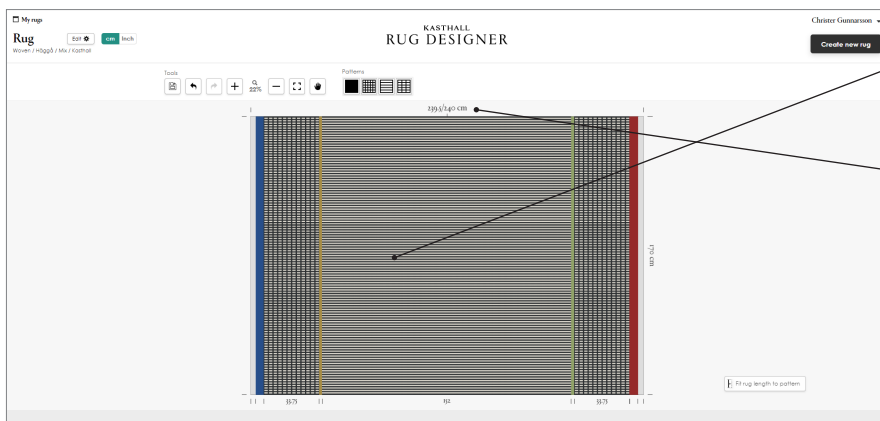 My rugs
Christer Gunnarsson
Rug
Edit
cm
Inch
Woven / Häggå / Mix / Kasthall
KASTHALL
RUG DESIGNER
Create new rug
Tools
Patterns
22%
239.5/240 cm
170 cm
Fit rug length to pattern
33.75
132
33.75